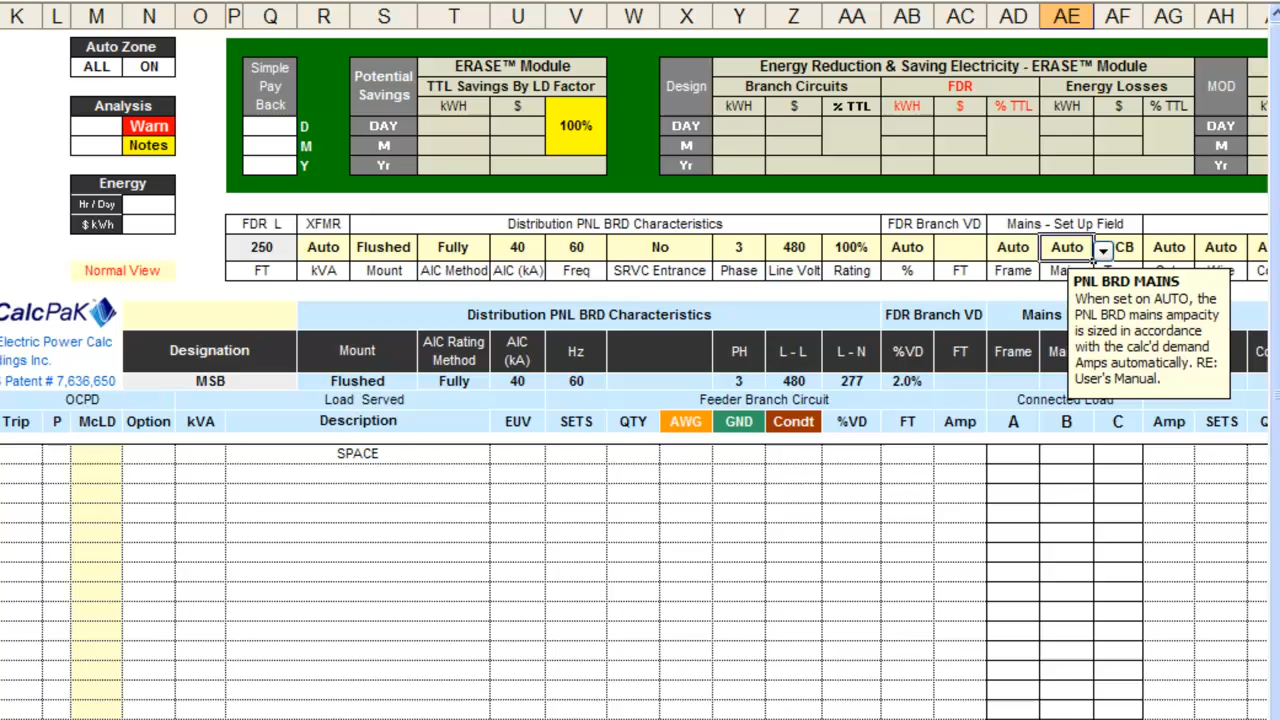 K L M N O P Q R S T U V W X Y Z AA AB AC AD AE AF AG AH
Auto Zone
ALL ON
Analysis
Warn
Notes
Energy
Hr / Day
$ kWh
Normal View
Simple Pay Back
D
M
Y
Potential Savings
ERASE™ Module
TTL Savings By LD Factor
kWH $
100%
DAY
M
Yr
Design
Energy Reduction & Saving Electricity - ERASE™ Module
Branch Circuits FDR Energy Losses
kWH $ % TTL kWH $ % TTL kWH $ % TTL
MOD
DAY DAY
M M
Yr Yr
FDR L XFMR Distribution PNL BRD Characteristics FDR Branch VD Mains - Set Up Field
250 Auto Flushed Fully 40 60 No 3 480 100% Auto Auto Auto CB Auto Auto
FT kVA Mount AIC Method AIC (kA) Freq SRVC Entrance Phase Line Volt Rating % FT Frame
PNL BRD MAINS
When set on AUTO, the
PNL BRD mains ampacity
is sized in accordance
with the calc'd demand
Amps automatically. RE:
User's Manual.
CalcPaK
Electric Power Calc
ings Inc.
Patent # 7,636,650
Distribution PNL BRD Characteristics FDR Branch VD Mains
Designation Mount AIC Rating Method AIC (kA) Hz PH L - L L - N %VD FT Frame
MSB Flushed Fully 40 60 3 480 277 2.0%
OCPD Load Served Feeder Branch Circuit Connected Load
Trip P McLD Option kVA Description EUV SETS QTY AWG GND Condt %VD FT Amp A B C Amp SETS
SPACE